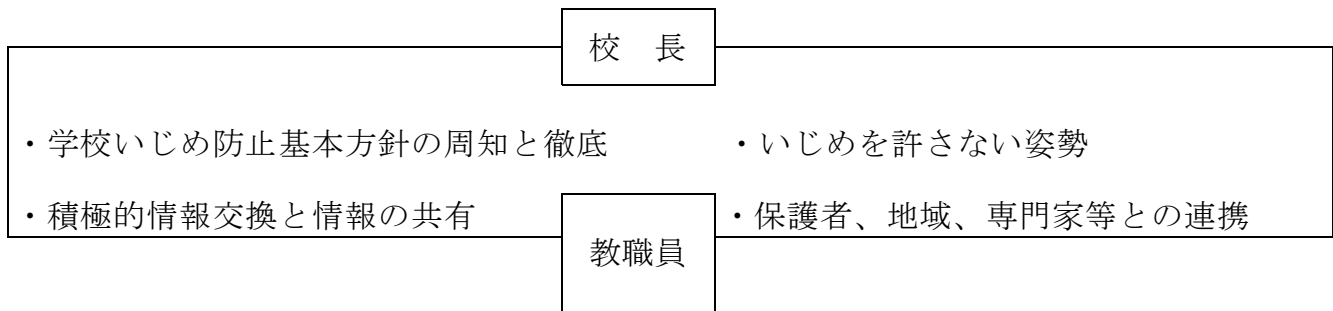 校　長
・学校いじめ防止基本方針の周知と徹底　　　・いじめを許さない姿勢
・積極的情報交換と情報の共有　　　・保護者、地域、専門家等との連携
教職員